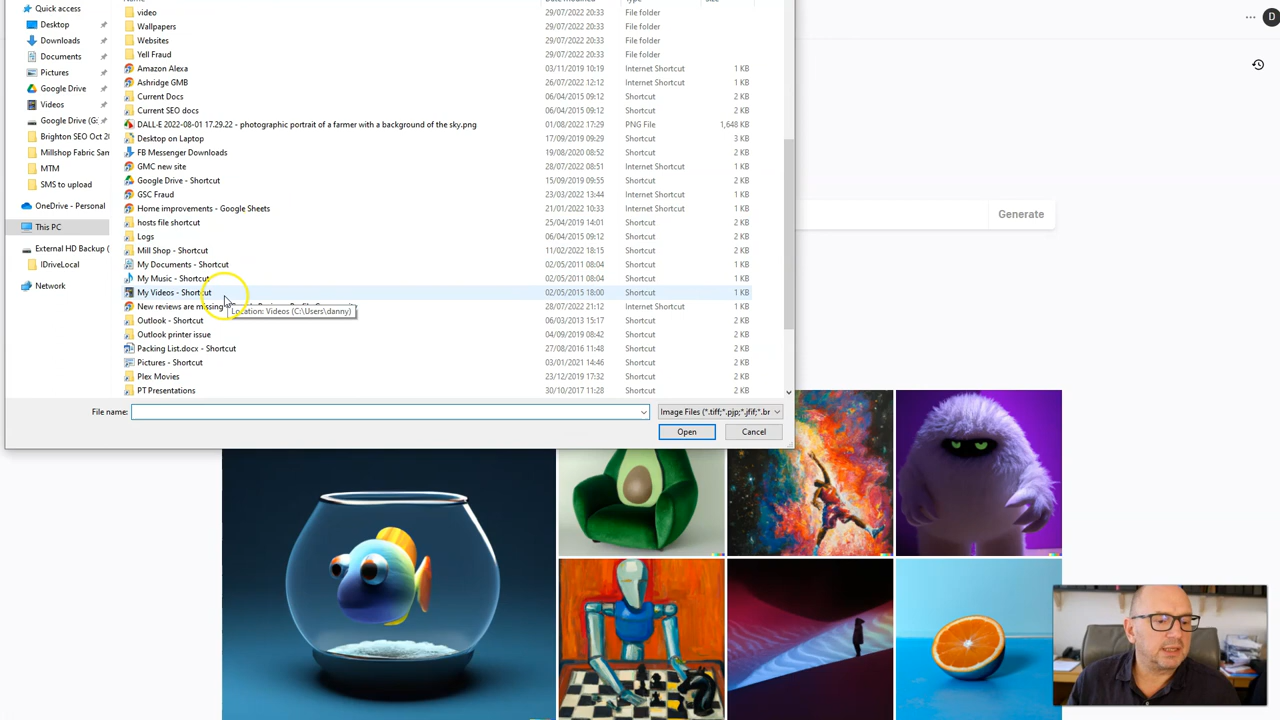 Quick access
Desktop
Downloads
Documents
Pictures
Google Drive
Videos
Google Drive (G:
Brighton SEO Oct 20
Millshop Fabric Sam
MTM
SMS to upload
OneDrive - Personal
This PC
External HD Backup (
IDriveLocal
Network
video 29/07/2022 20:33 File folder
Wallpapers 29/07/2022 20:33 File folder
Websites 29/07/2022 20:33 File folder
Yell Fraud 29/07/2022 20:33 File folder
Amazon Alexa 03/11/2019 10:19 Internet Shortcut 1 KB
Ashridge GMB 26/07/2022 12:12 Internet Shortcut 1 KB
Current Docs 06/04/2015 09:12 Shortcut 2 KB
Current SEO docs 06/04/2015 09:12 Shortcut 2 KB
DALL·E 2022-08-01 17.29.22 - photographic portrait of a farmer with a background of the sky.png 01/08/2022 17:29 PNG File 1,648 KB
Desktop on Laptop 17/09/2019 09:29 Shortcut 3 KB
FB Messenger Downloads 19/08/2020 08:52 Shortcut 2 KB
GMC new site 28/07/2022 08:51 Internet Shortcut 1 KB
Google Drive - Shortcut 15/09/2019 09:55 Shortcut 2 KB
GSC Fraud 23/03/2022 13:44 Internet Shortcut 1 KB
Home improvements - Google Sheets 21/01/2022 10:33 Internet Shortcut 1 KB
hosts file shortcut 25/04/2019 14:01 Shortcut 2 KB
Logs 06/04/2015 09:12 Shortcut 2 KB
Mill Shop - Shortcut 11/02/2022 18:15 Shortcut 2 KB
My Documents - Shortcut 02/05/2011 08:04 Shortcut 1 KB
My Music - Shortcut 02/05/2011 08:04 Shortcut 1 KB
My Videos - Shortcut 02/05/2015 18:00 Shortcut 1 KB
New reviews are missing 28/07/2022 21:12 Internet Shortcut 1 KB
Location: Videos (C:\Users\danny)
Outlook - Shortcut 06/03/2013 15:17 Shortcut 2 KB
Outlook printer issue 04/09/2019 08:42 Shortcut 2 KB
Packing List.docx - Shortcut 27/08/2016 11:48 Shortcut 2 KB
Pictures - Shortcut 03/01/2021 14:46 Shortcut 2 KB
Plex Movies 23/12/2019 17:32 Shortcut 1 KB
PT Presentations 30/10/2017 11:28 Shortcut 2 KB
File name:
Image Files (*.tiff;*.pjp;*.jfif;*.br
Open
Cancel
D
Generate